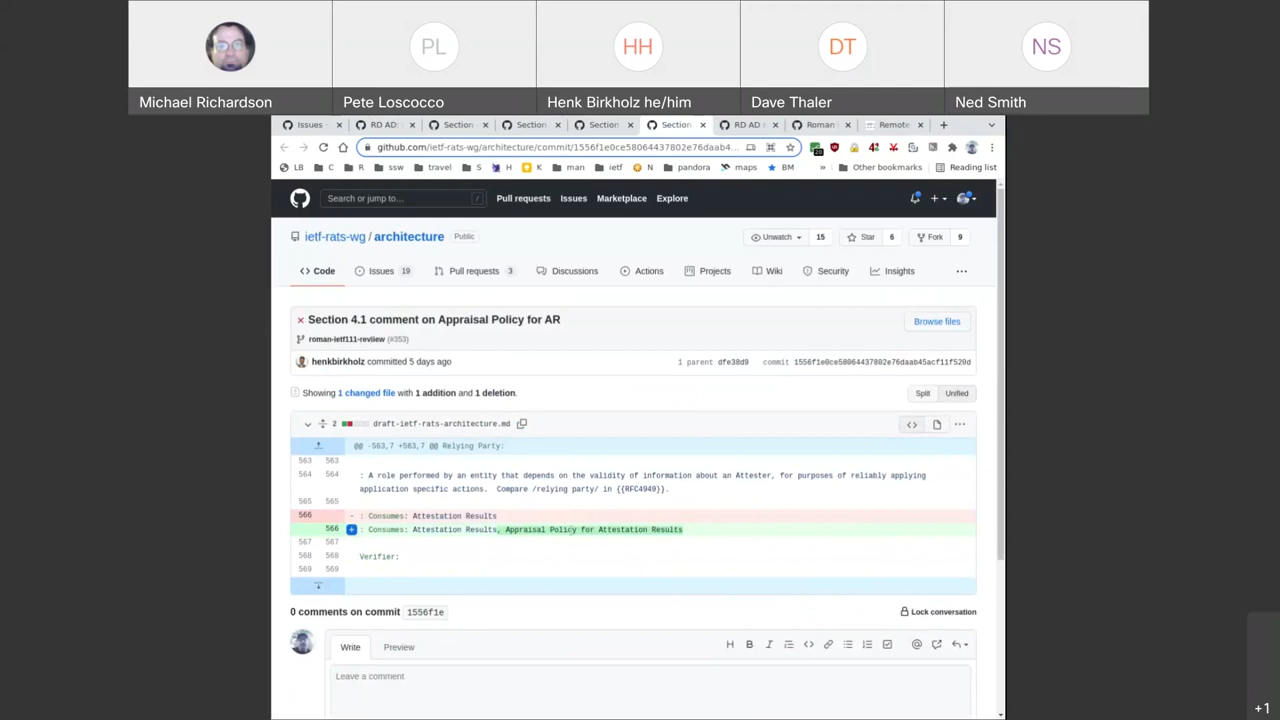 PL HH DT NS
Michael Richardson Pete Loscocco Henk Birkholz he/him Dave Thaler Ned Smith
Issues RD AD: Section Section Section Section RD AD Roman Remote
github.com/ietf-rats-wg/architecture/commit/1556f1e0ce58064437802e76daab4...
LB C R ssw travel S H K man ietf N pandora maps BM » Other bookmarks Reading list
Search or jump to... / Pull requests Issues Marketplace Explore
ietf-rats-wg / architecture Public Unwatch 15 Star 6 Fork 9
Code Issues 19 Pull requests 3 Discussions Actions Projects Wiki Security Insights ...
Section 4.1 comment on Appraisal Policy for AR Browse files
roman-ietf111-reviiew (#353)
henkbirkholz committed 5 days ago 1 parent dfe38d9 commit 1556f1e0ce58064437802e76daab45acf11f520d
Showing 1 changed file with 1 addition and 1 deletion. Split Unified
2 draft-ietf-rats-architecture.md
@@ -563,7 +563,7 @@ Relying Party:
563 563
564 564 : A role performed by an entity that depends on the validity of information about an Attester, for purposes of reliably applying
application specific actions. Compare /relying party/ in {{RFC4949}}.
565 565
566 - : Consumes: Attestation Results
566 + : Consumes: Attestation Results, Appraisal Policy for Attestation Results
567 567
568 568 Verifier:
569 569
0 comments on commit 1556f1e Lock conversation
Write Preview
Leave a comment
+1